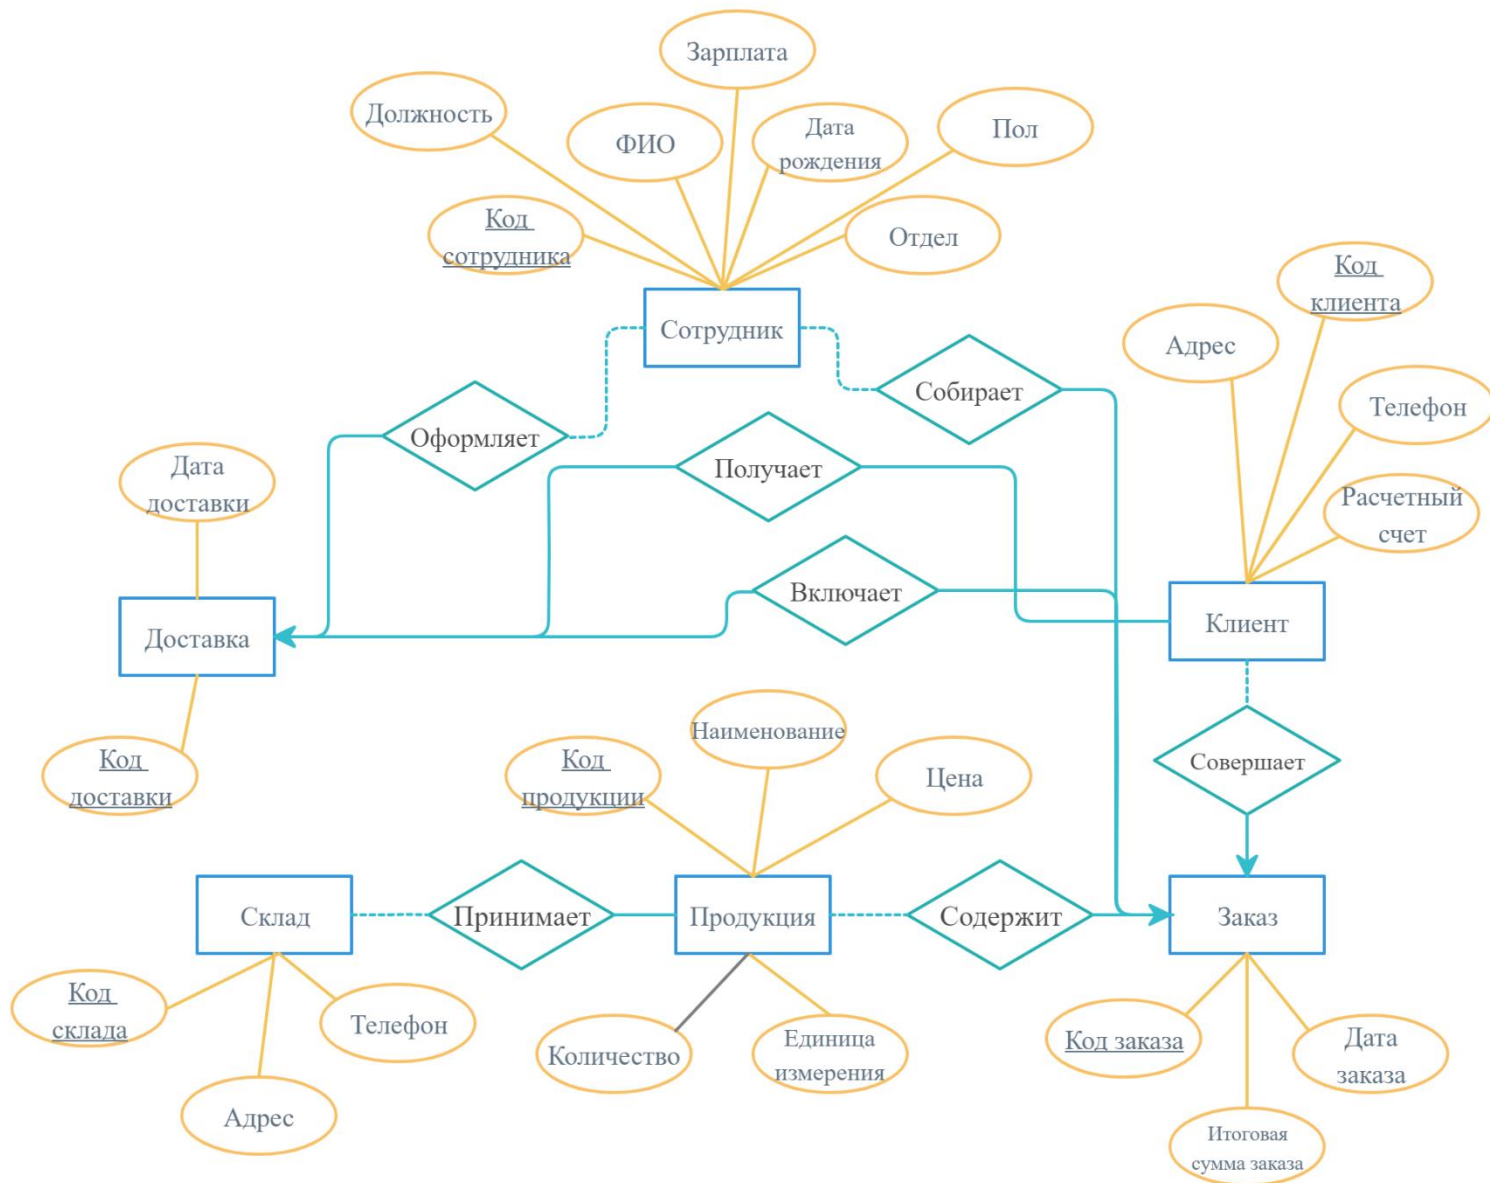 Зарплата
Должность
ФИО
Дата
рождения
Пол
Код
сотрудника
Отдел
Код
клиента
Сотрудник
Адрес
Собирает
Телефон
Оформляет
Получает
Дата
доставки
Расчетный
счет
Включает
Доставка
Клиент
Наименование
Код
доставки
Код
продукции
Цена
Совершает
Склад
Принимает
Продукция
Содержит
Заказ
Код
склада
Телефон
Количество
Единица
измерения
Код заказа
Дата
заказа
Адрес
Итоговая
сумма заказа